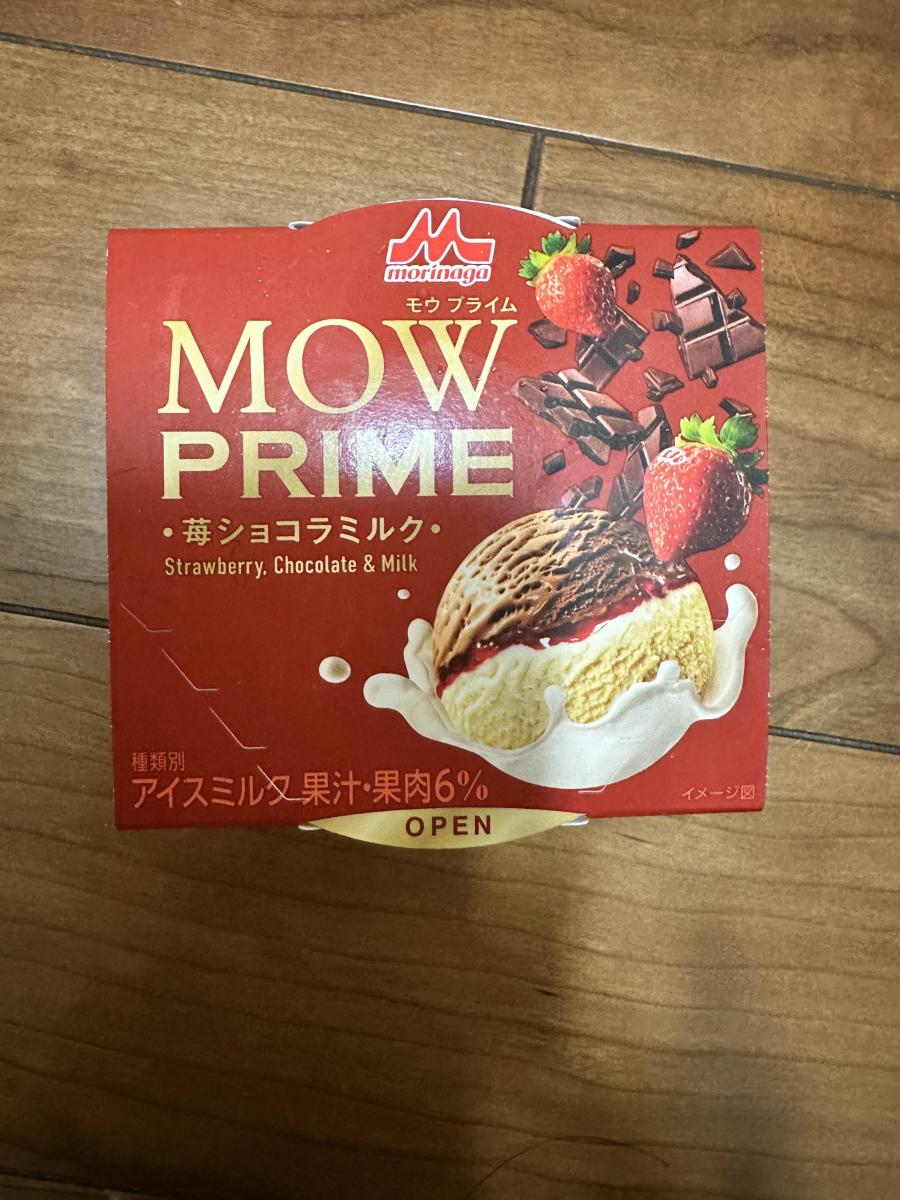 morinaga
モウ プライム
MOW
PRIME
・苺ショコラミルク・
Strawberry, Chocolate & Milk
種類別
アイスミルク 果汁・果肉6%
イメージ図
OPEN